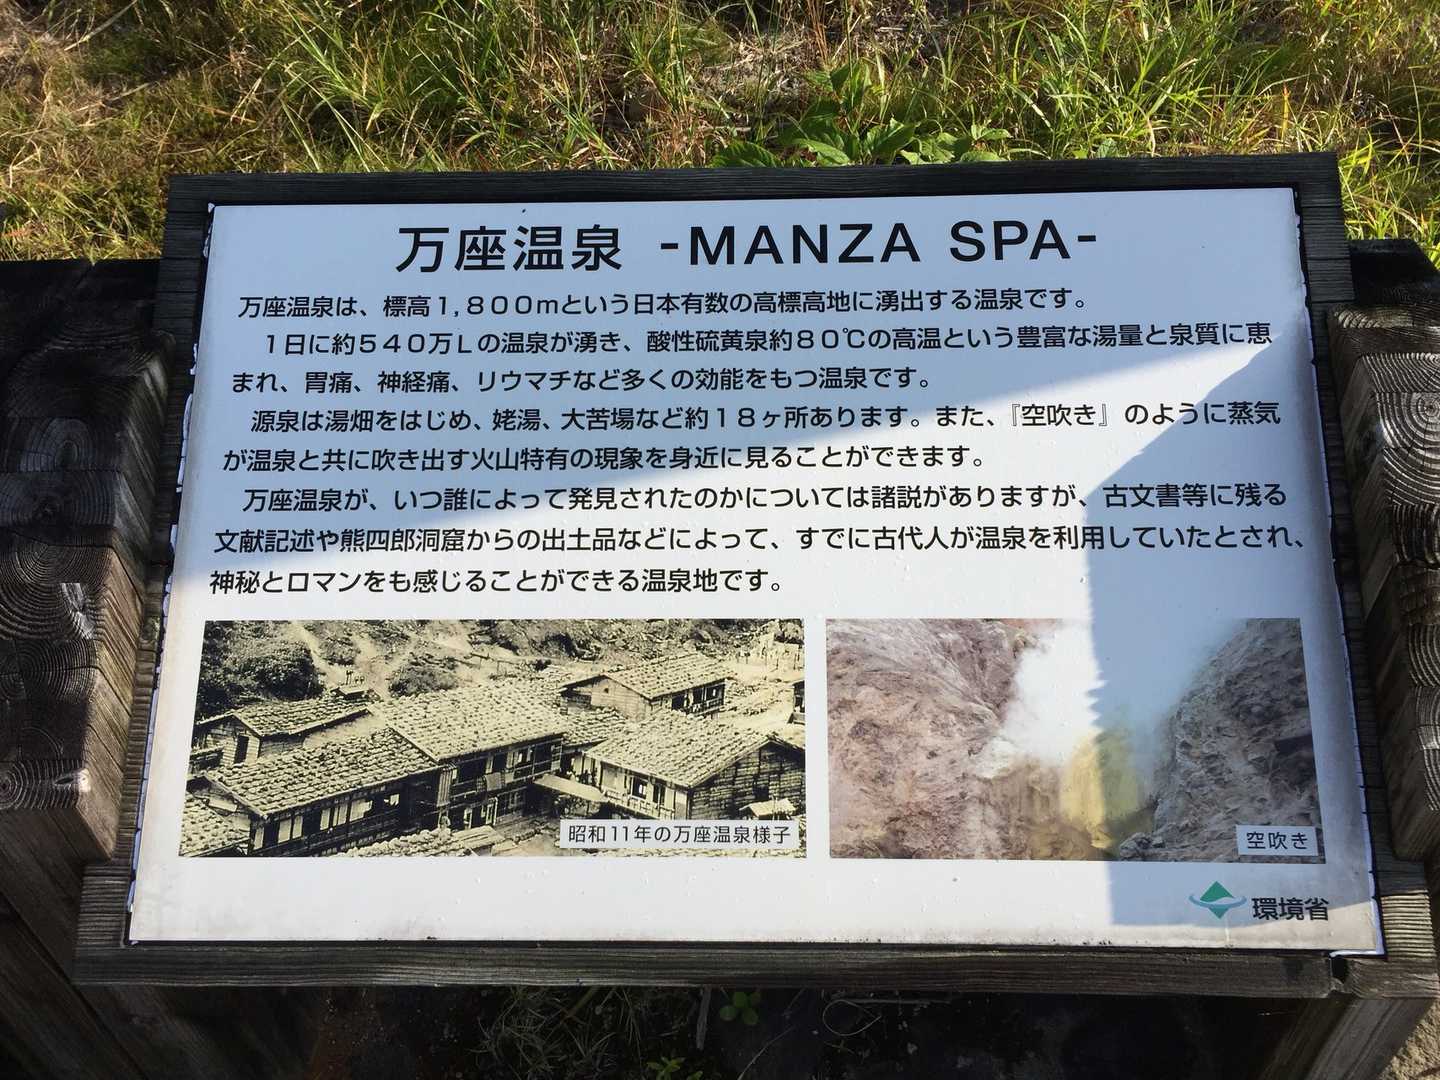 万座温泉 -MANZA SPA-
万座温泉は、標高1,800mという日本有数の高標高地に湧出する温泉です。
1日に約540万Lの温泉が湧き、酸性硫黄泉約80℃の高温という豊富な湯量と泉質に恵
まれ、胃痛、神経痛、リウマチなど多くの効能をもつ温泉です。
源泉は湯畑をはじめ、姥湯、大苦場など約18ヶ所あります。また、『空吹き』のように蒸気
が温泉と共に吹き出す火山特有の現象を身近に見ることができます。
万座温泉が、いつ誰によって発見されたのかについては諸説がありますが、古文書等に残る
文献記述や熊四郎洞窟からの出土品などによって、すでに古代人が温泉を利用していたとされ、
神秘とロマンをも感じることができる温泉地です。
昭和11年の万座温泉様子
空吹き
環境省